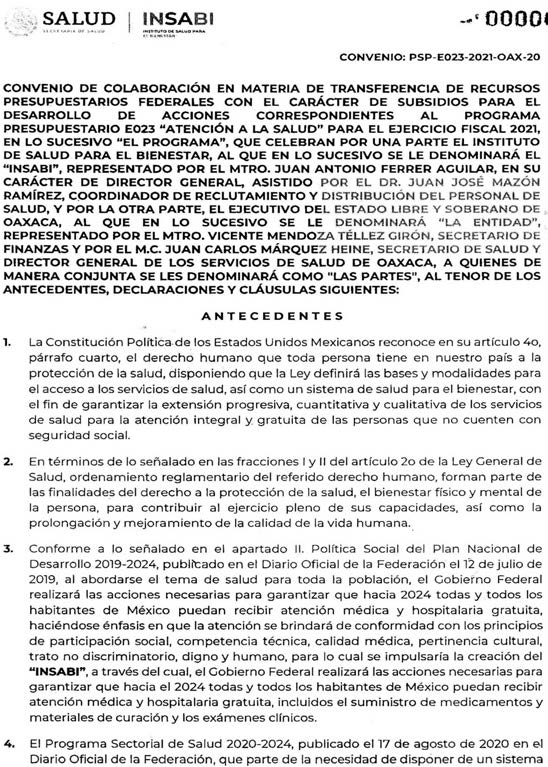 SALUD
SECRETARÍA DE SALUD
INSABI
INSTITUTO DE SALUD PARA
EL BIENESTAR
0000
CONVENIO: PSP-E023-2021-OAX-20
CONVENIO DE COLABORACIÓN EN MATERIA DE TRANSFERENCIA DE RECURSOS
PRESUPUESTARIOS FEDERALES CON EL CARÁCTER DE SUBSIDIOS PARA EL
DESARROLLO DE ACCIONES CORRESPONDIENTES AL PROGRAMA
PRESUPUESTARIO E023 “ATENCIÓN A LA SALUD” PARA EL EJERCICIO FISCAL 2021,
EN LO SUCESIVO “EL PROGRAMA”, QUE CELEBRAN POR UNA PARTE EL INSTITUTO
DE SALUD PARA EL BIENESTAR, AL QUE EN LO SUCESIVO SE LE DENOMINARÁ EL
“INSABI”, REPRESENTADO POR EL MTRO. JUAN ANTONIO FERRER AGUILAR, EN SU
CARÁCTER DE DIRECTOR GENERAL, ASISTIDO POR EL DR. JUAN JOSÉ MAZÓN
RAMÍREZ, COORDINADOR DE RECLUTAMIENTO Y DISTRIBUCIÓN DEL PERSONAL DE
SALUD, Y POR LA OTRA PARTE, EL EJECUTIVO DEL ESTADO LIBRE Y SOBERANO DE
OAXACA, AL QUE EN LO SUCESIVO SE LE DENOMINARÁ “LA ENTIDAD”,
REPRESENTADO POR EL MTRO. VICENTE MENDOZA TÉLLEZ GIRÓN, SECRETARIO DE
FINANZAS Y POR EL M.C. JUAN CARLOS MÁRQUEZ HEINE, SECRETARIO DE SALUD Y
DIRECTOR GENERAL DE LOS SERVICIOS DE SALUD DE OAXACA, A QUIENES DE
MANERA CONJUNTA SE LES DENOMINARÁ COMO "LAS PARTES", AL TENOR DE LOS
ANTECEDENTES, DECLARACIONES Y CLÁUSULAS SIGUIENTES:
ANTECEDENTES
1. La Constitución Política de los Estados Unidos Mexicanos reconoce en su artículo 4o,
párrafo cuarto, el derecho humano que toda persona tiene en nuestro país a la
protección de la salud, disponiendo que la Ley definirá las bases y modalidades para
el acceso a los servicios de salud, así como un sistema de salud para el bienestar, con
el fin de garantizar la extensión progresiva, cuantitativa y cualitativa de los servicios
de salud para la atención integral y gratuita de las personas que no cuenten con
seguridad social.
2. En términos de lo señalado en las fracciones I y II del artículo 2o de la Ley General de
Salud, ordenamiento reglamentario del referido derecho humano, forman parte de
las finalidades del derecho a la protección de la salud, el bienestar físico y mental de
la persona, para contribuir al ejercicio pleno de sus capacidades, así como la
prolongación y mejoramiento de la calidad de la vida humana.
3. Conforme a lo señalado en el apartado II. Política Social del Plan Nacional de
Desarrollo 2019-2024, publicado en el Diario Oficial de la Federación el 12 de julio de
2019, al abordarse el tema de salud para toda la población, el Gobierno Federal
realizará las acciones necesarias para garantizar que hacia 2024 todas y todos los
habitantes de México puedan recibir atención médica y hospitalaria gratuita,
haciéndose énfasis en que la atención se brindará de conformidad con los principios
de participación social, competencia técnica, calidad médica, pertinencia cultural,
trato no discriminatorio, digno y humano, para lo cual se impulsaría la creación del
“INSABI”, a través del cual, el Gobierno Federal realizará las acciones necesarias para
garantizar que hacia el 2024 todas y todos los habitantes de México puedan recibir
atención médica y hospitalaria gratuita, incluidos el suministro de medicamentos y
materiales de curación y los exámenes clínicos.
4. El Programa Sectorial de Salud 2020-2024, publicado el 17 de agosto de 2020 en el
Diario Oficial de la Federación, que parte de la necesidad de disponer de un sistema